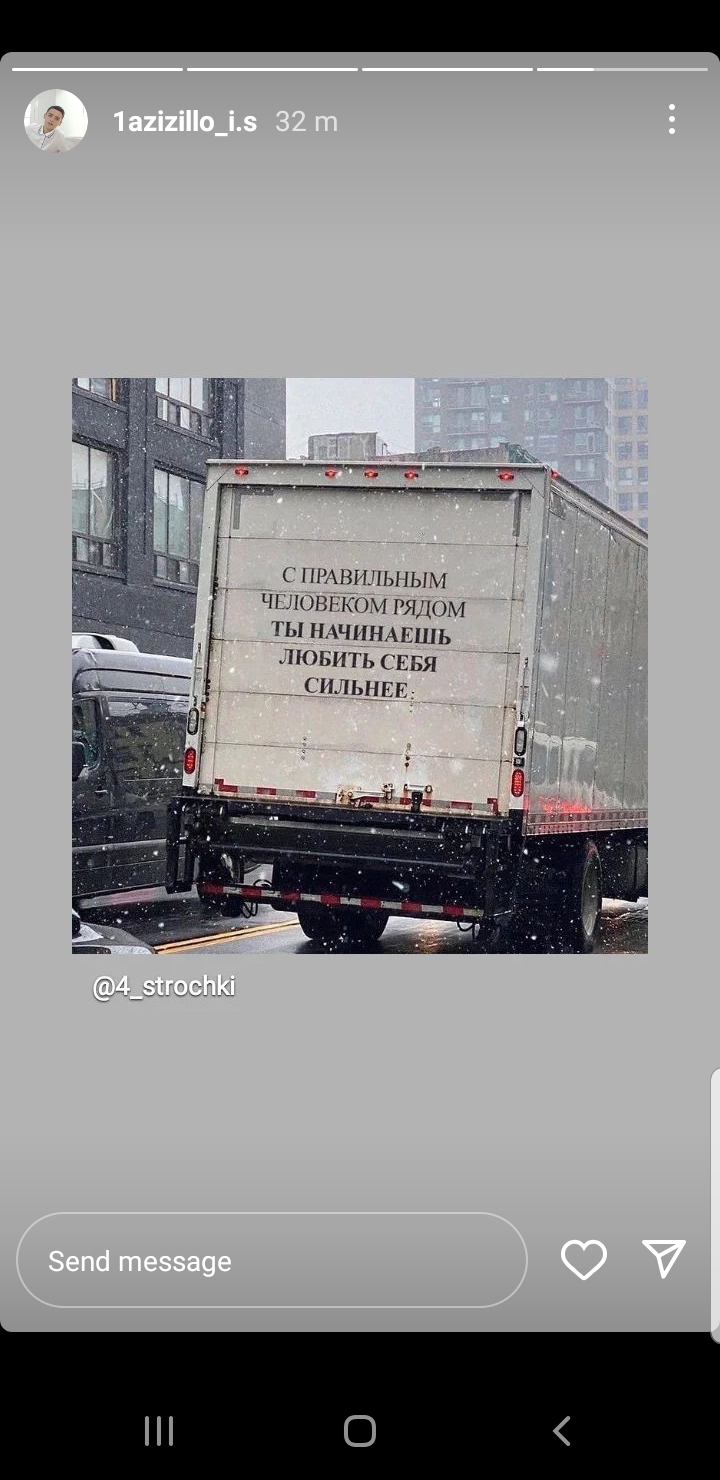 1azizillo_i.s 32 m
С ПРАВИЛЬНЫМ
ЧЕЛОВЕКОМ РЯДОМ
ТЫ НАЧИНАЕШЬ
ЛЮБИТЬ СЕБЯ
СИЛЬНЕЕ.
@4_strochki
Send message